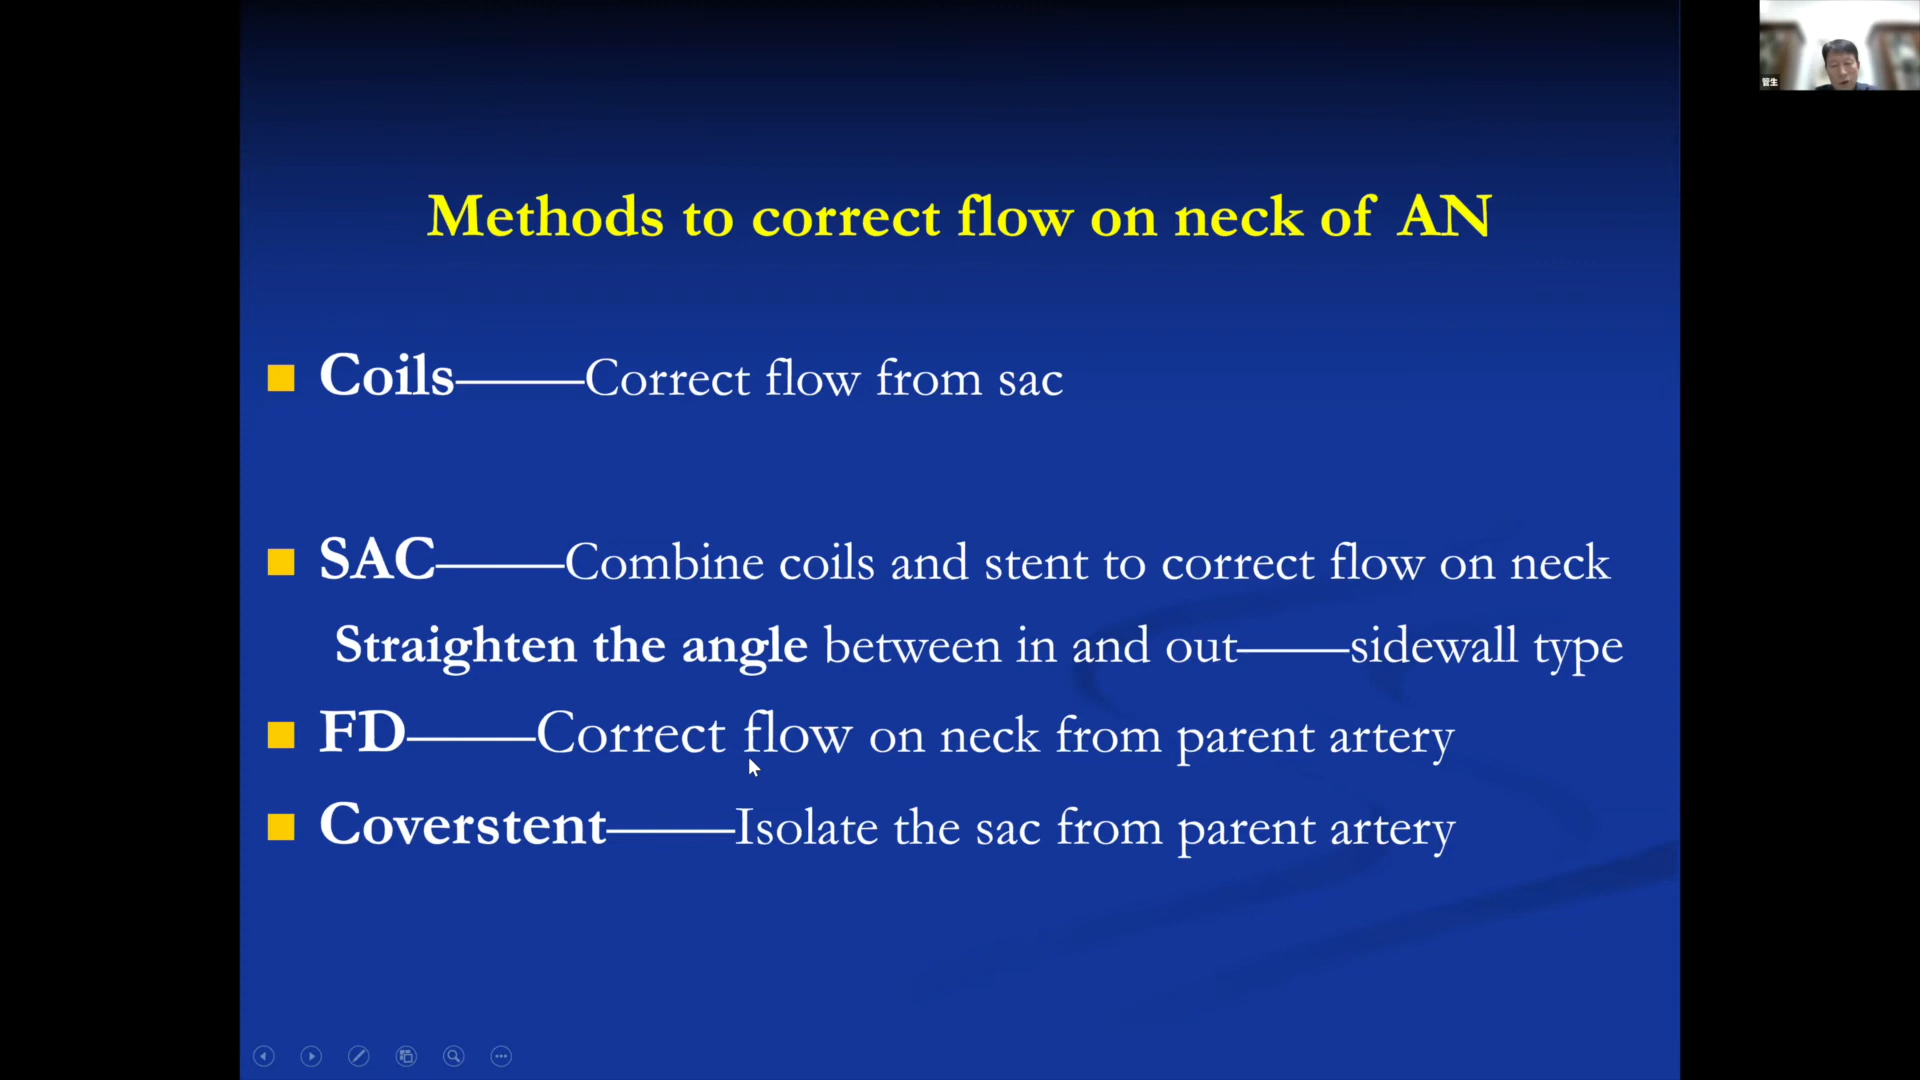 Methods to correct flow on neck of AN
Coils——Correct flow from sac
SAC——Combine coils and stent to correct flow on neck
Straighten the angle between in and out——sidewall type
FD——Correct flow on neck from parent artery
Coverstent——Isolate the sac from parent artery
管生